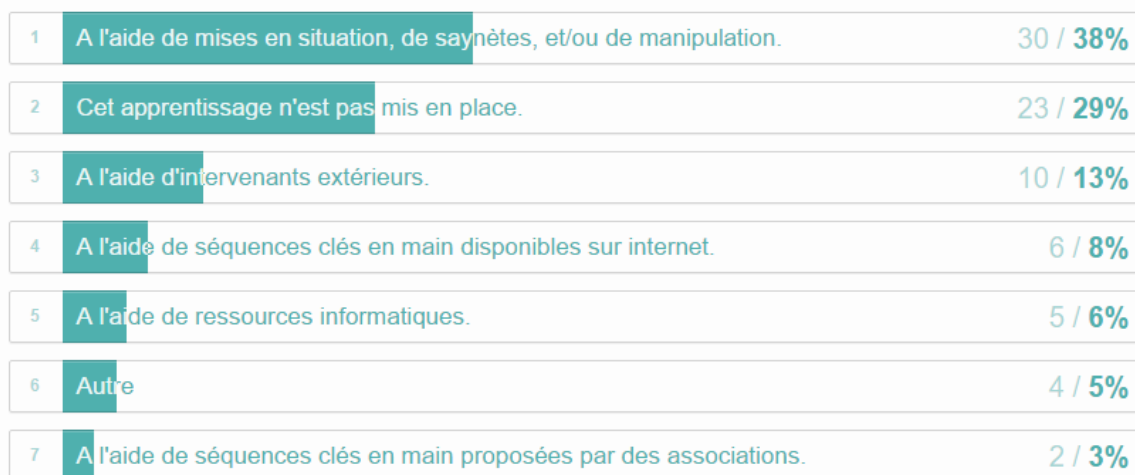 1 A l'aide de mises en situation, de saynètes, et/ou de manipulation. 30 / 38%
2 Cet apprentissage n'est pas mis en place. 23 / 29%
3 A l'aide d'intervenants extérieurs. 10 / 13%
4 A l'aide de séquences clés en main disponibles sur internet. 6 / 8%
5 A l'aide de ressources informatiques. 5 / 6%
6 Autre 4 / 5%
7 A l'aide de séquences clés en main proposées par des associations. 2 / 3%